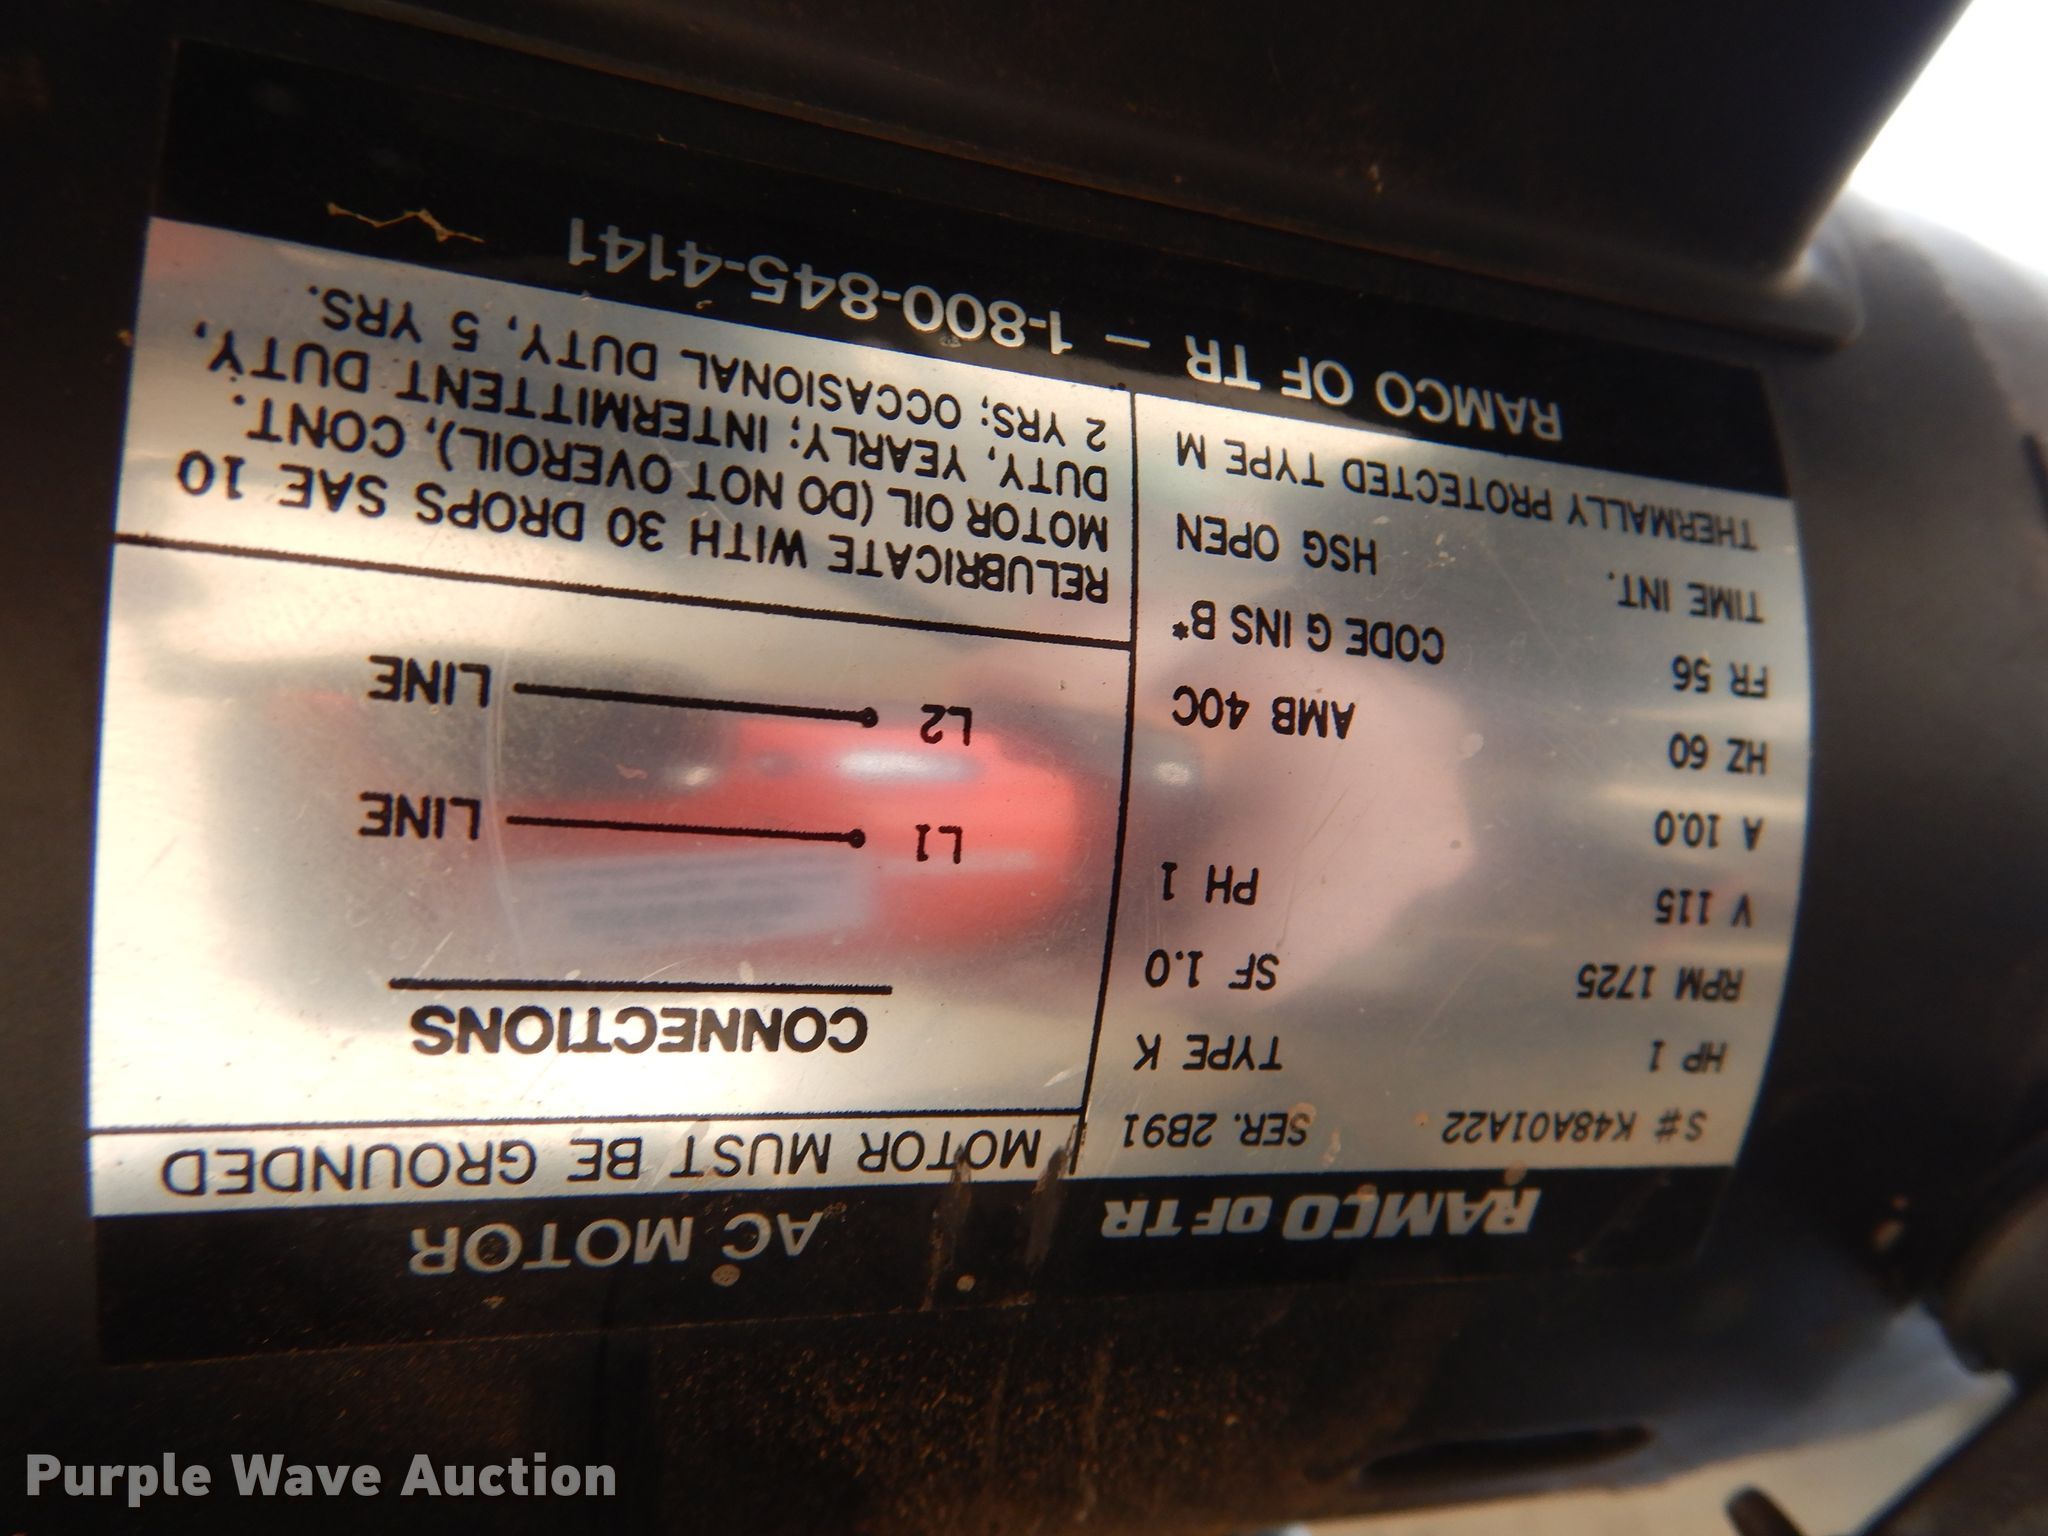 RAMCO OF TR
AC MOTOR
S# K48A01A22 SER. 2B91
HP 1 TYPE K
RPM 1725 SF 1.0
V 115 PH 1
A 10.0
HZ 60 AMB 40C
FR 56 CODE G INS B*
TIME INT. HSG OPEN
THERMALLY PROTECTED TYPE M
MOTOR MUST BE GROUNDED
CONNECTIONS
L1 LINE
L2 LINE
RELUBRICATE WITH 30 DROPS SAE 10
MOTOR OIL (DO NOT OVEROIL), CONT.
DUTY, YEARLY; INTERMITTENT DUTY,
2 YRS; OCCASIONAL DUTY, 5 YRS.
RAMCO OF TR — 1-800-845-4141
Purple Wave Auction